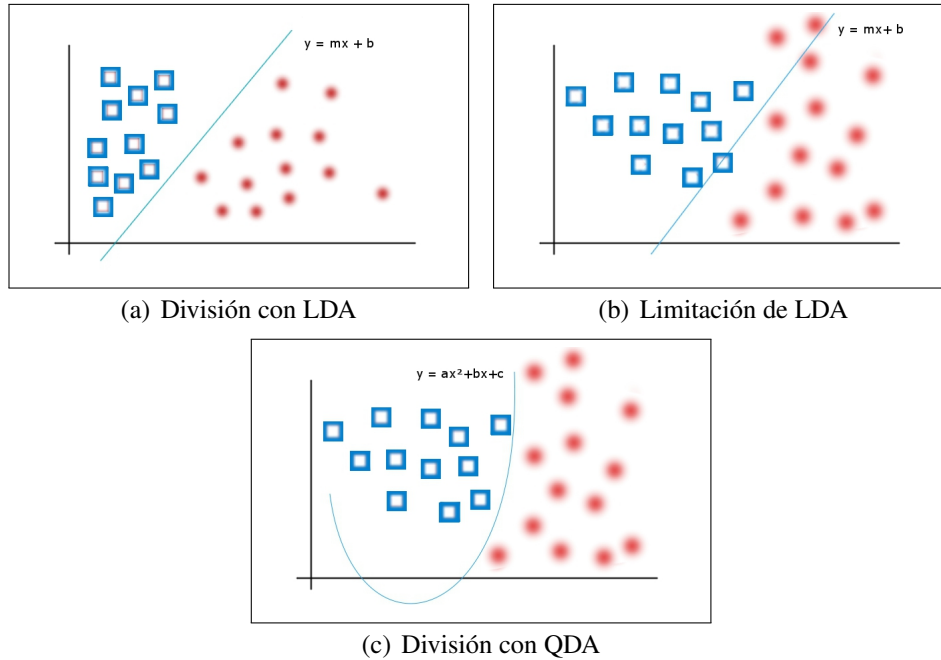 y = mx + b
y = mx + b
(a) División con LDA
(b) Limitación de LDA
y = ax²+bx+c
(c) División con QDA